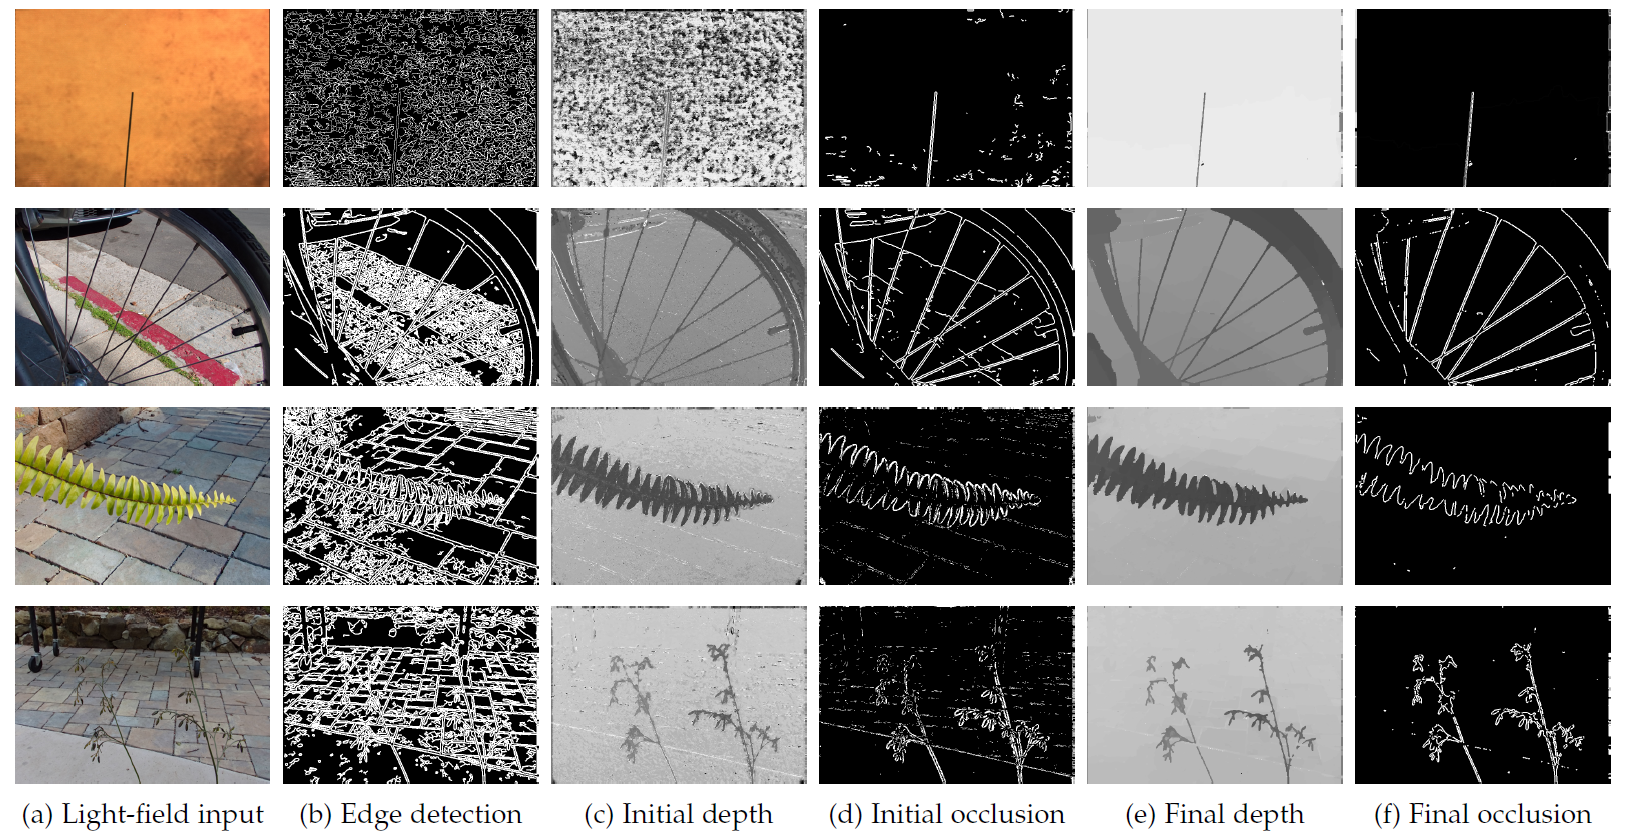 (a) Light-field input (b) Edge detection (c) Initial depth (d) Initial occlusion (e) Final depth (f) Final occlusion